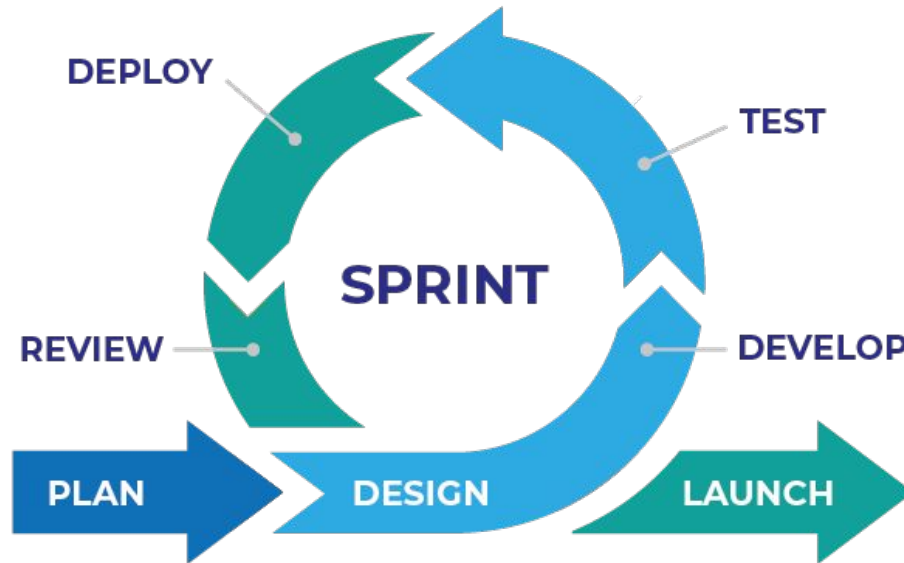 DEPLOY
TEST
SPRINT
REVIEW
DEVELOP
PLAN
DESIGN
LAUNCH